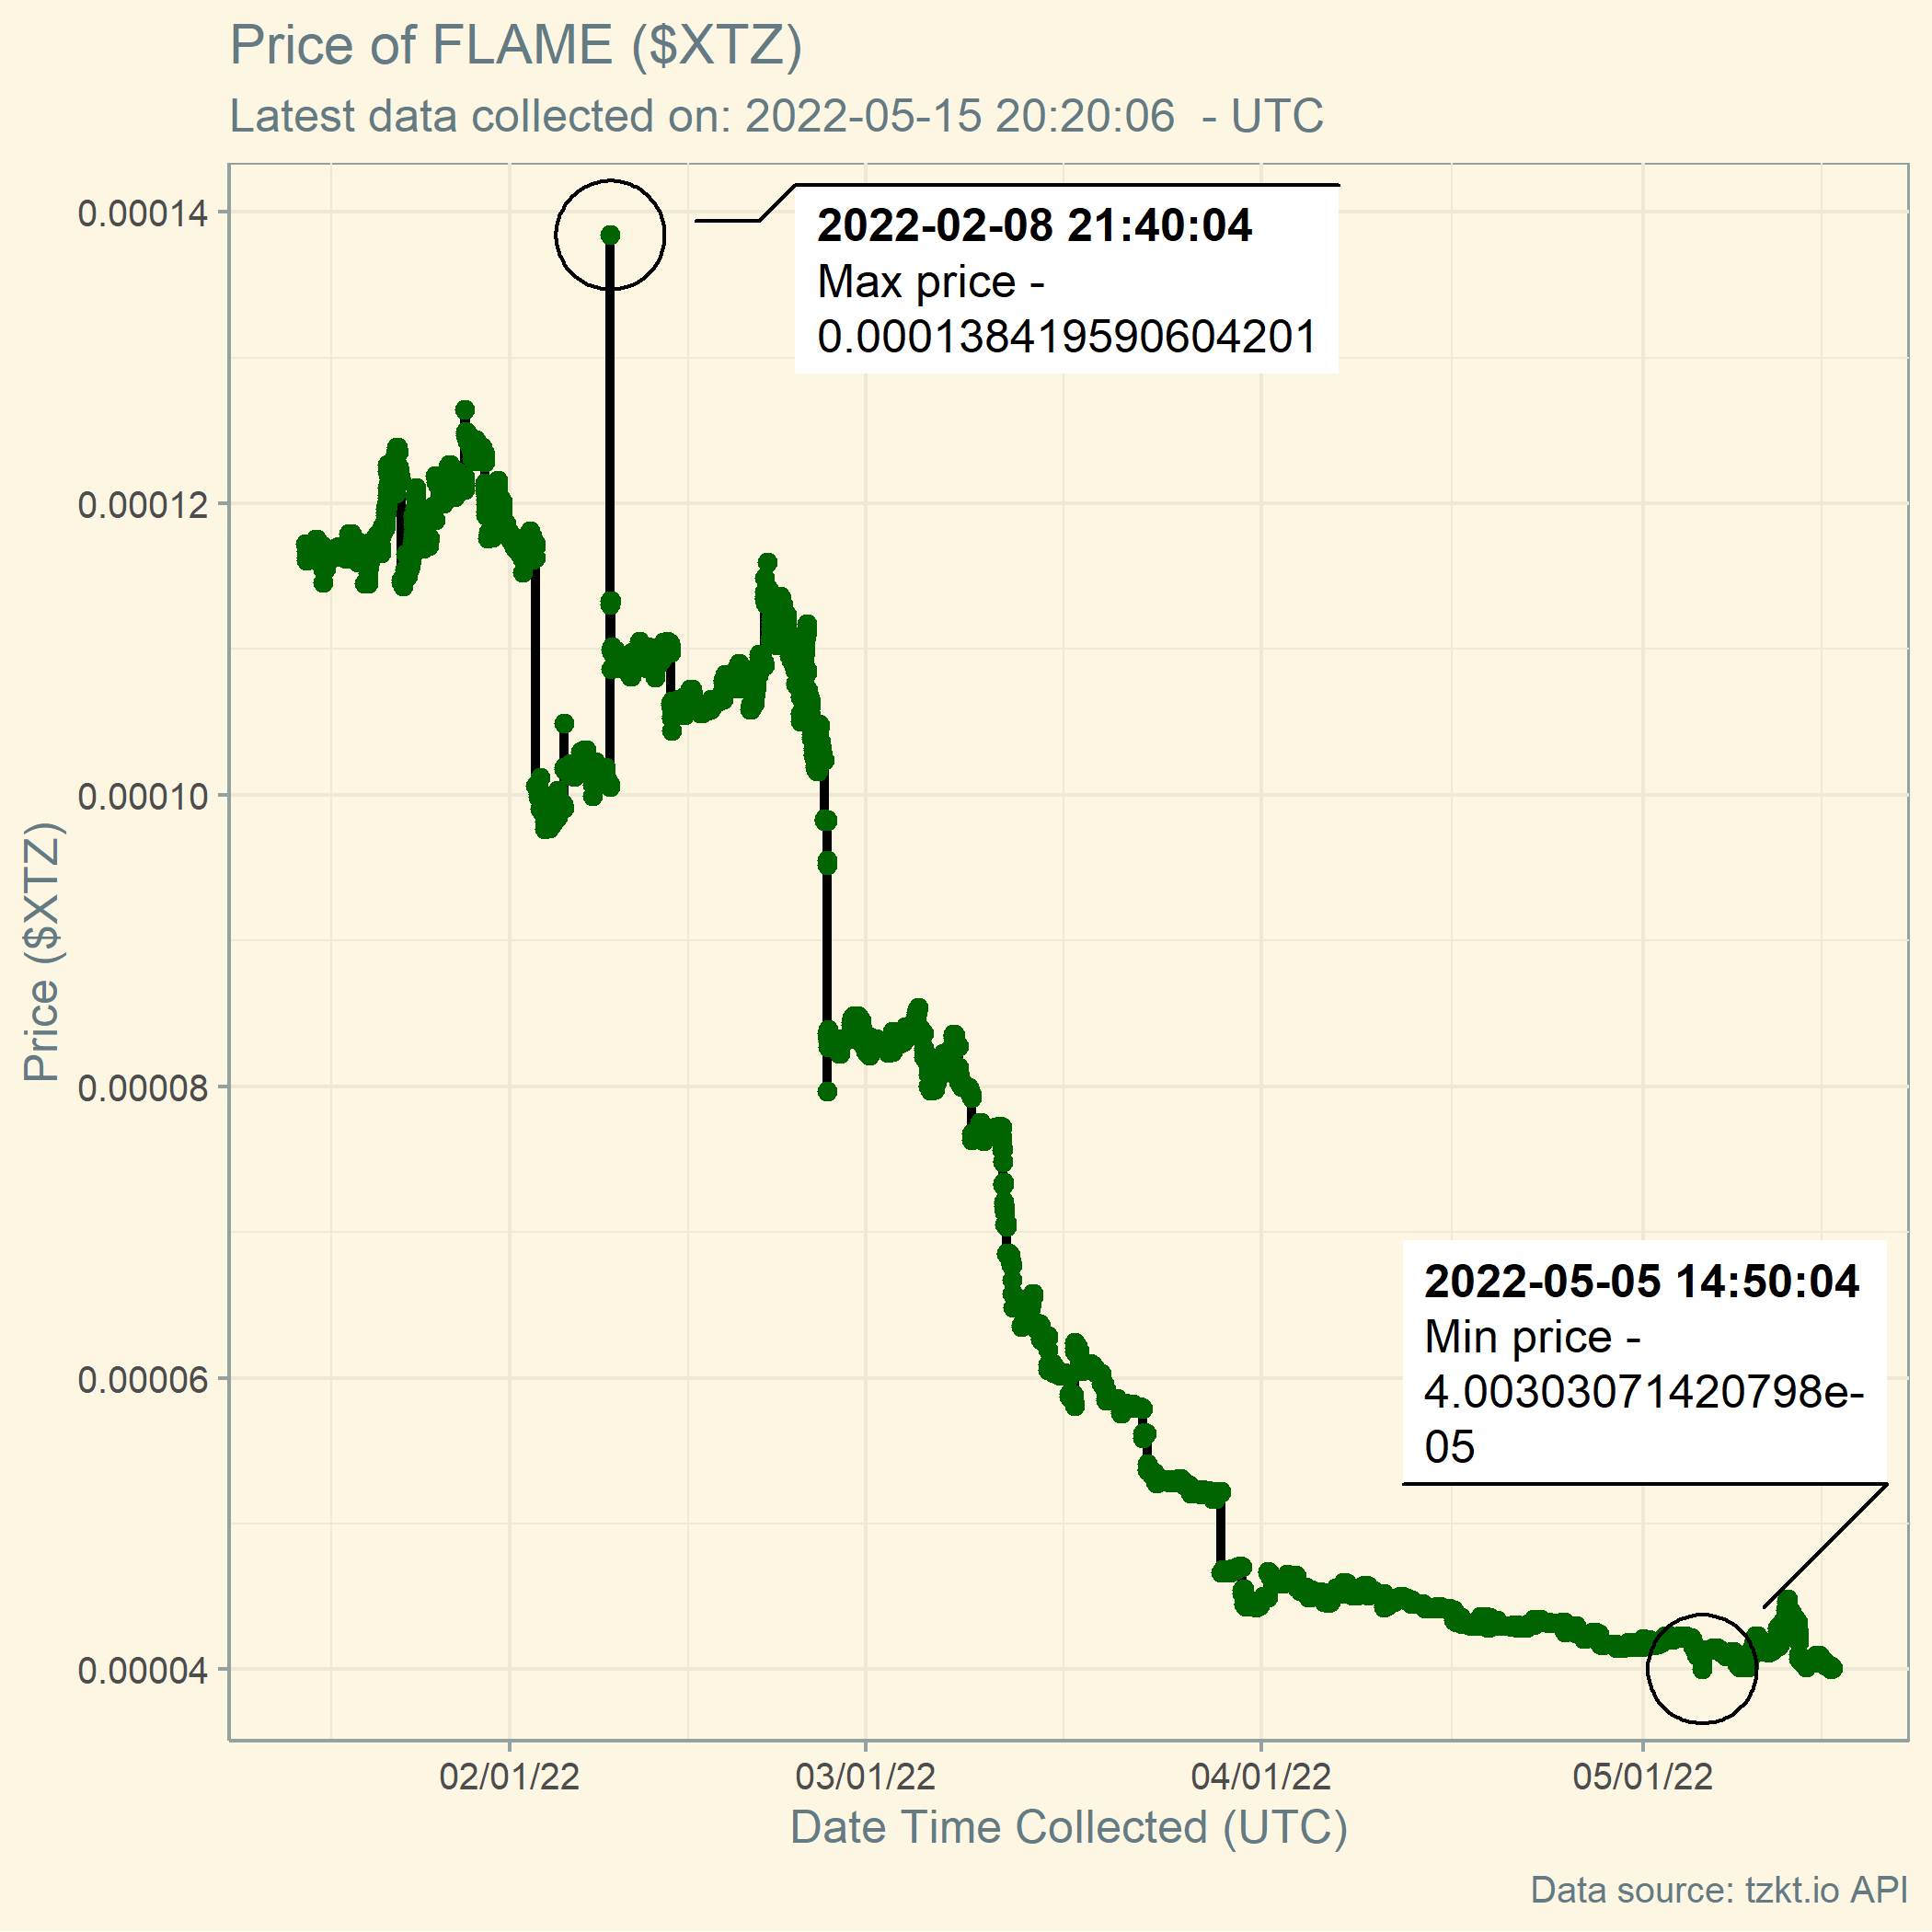 Price of FLAME ($XTZ)
Latest data collected on: 2022-05-15 20:20:06  - UTC
0.00014
0.00012
0.00010
0.00008
0.00006
0.00004
Price ($XTZ)
2022-02-08 21:40:04
Max price -
0.000138419590604201
2022-05-05 14:50:04
Min price -
4.00303071420798e-
05
02/01/22
03/01/22
04/01/22
05/01/22
Date Time Collected (UTC)
Data source: tzkt.io API